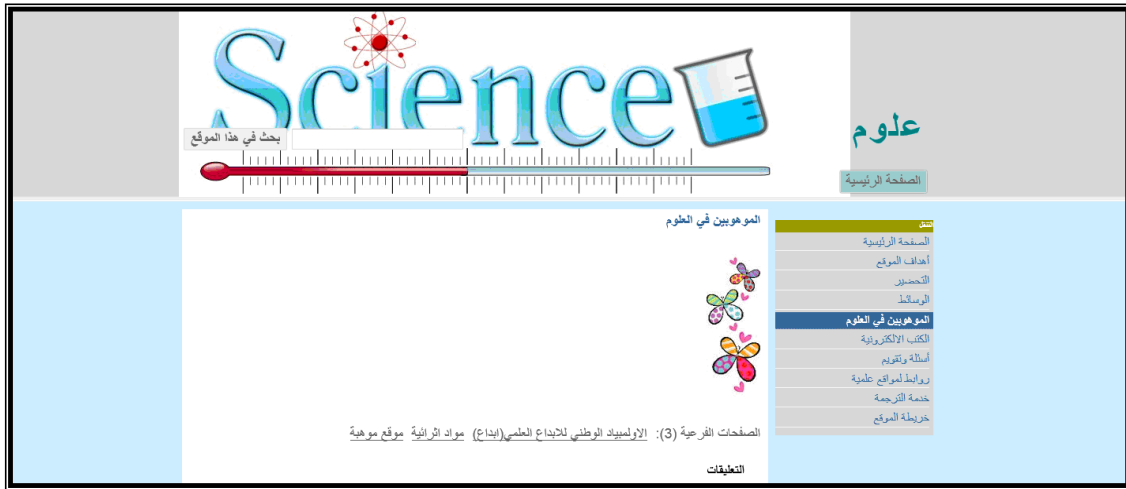 Science
علوم
بحث في هذا الموقع
الصفحة الرئيسية
التنقل
الصفحة الرئيسية
أهداف الموقع
التحضير
الوسائط
الموهوبين في العلوم
الكتب الالكترونية
أسئلة وتقويم
روابط لمواقع علمية
خدمة الترجمة
خريطة الموقع
الموهوبين في العلوم
الصفحات الفرعية (3): الاولمبياد الوطني للابداع العلمي(ابداع) مواد اثرائية موقع موهبة
التعليقات